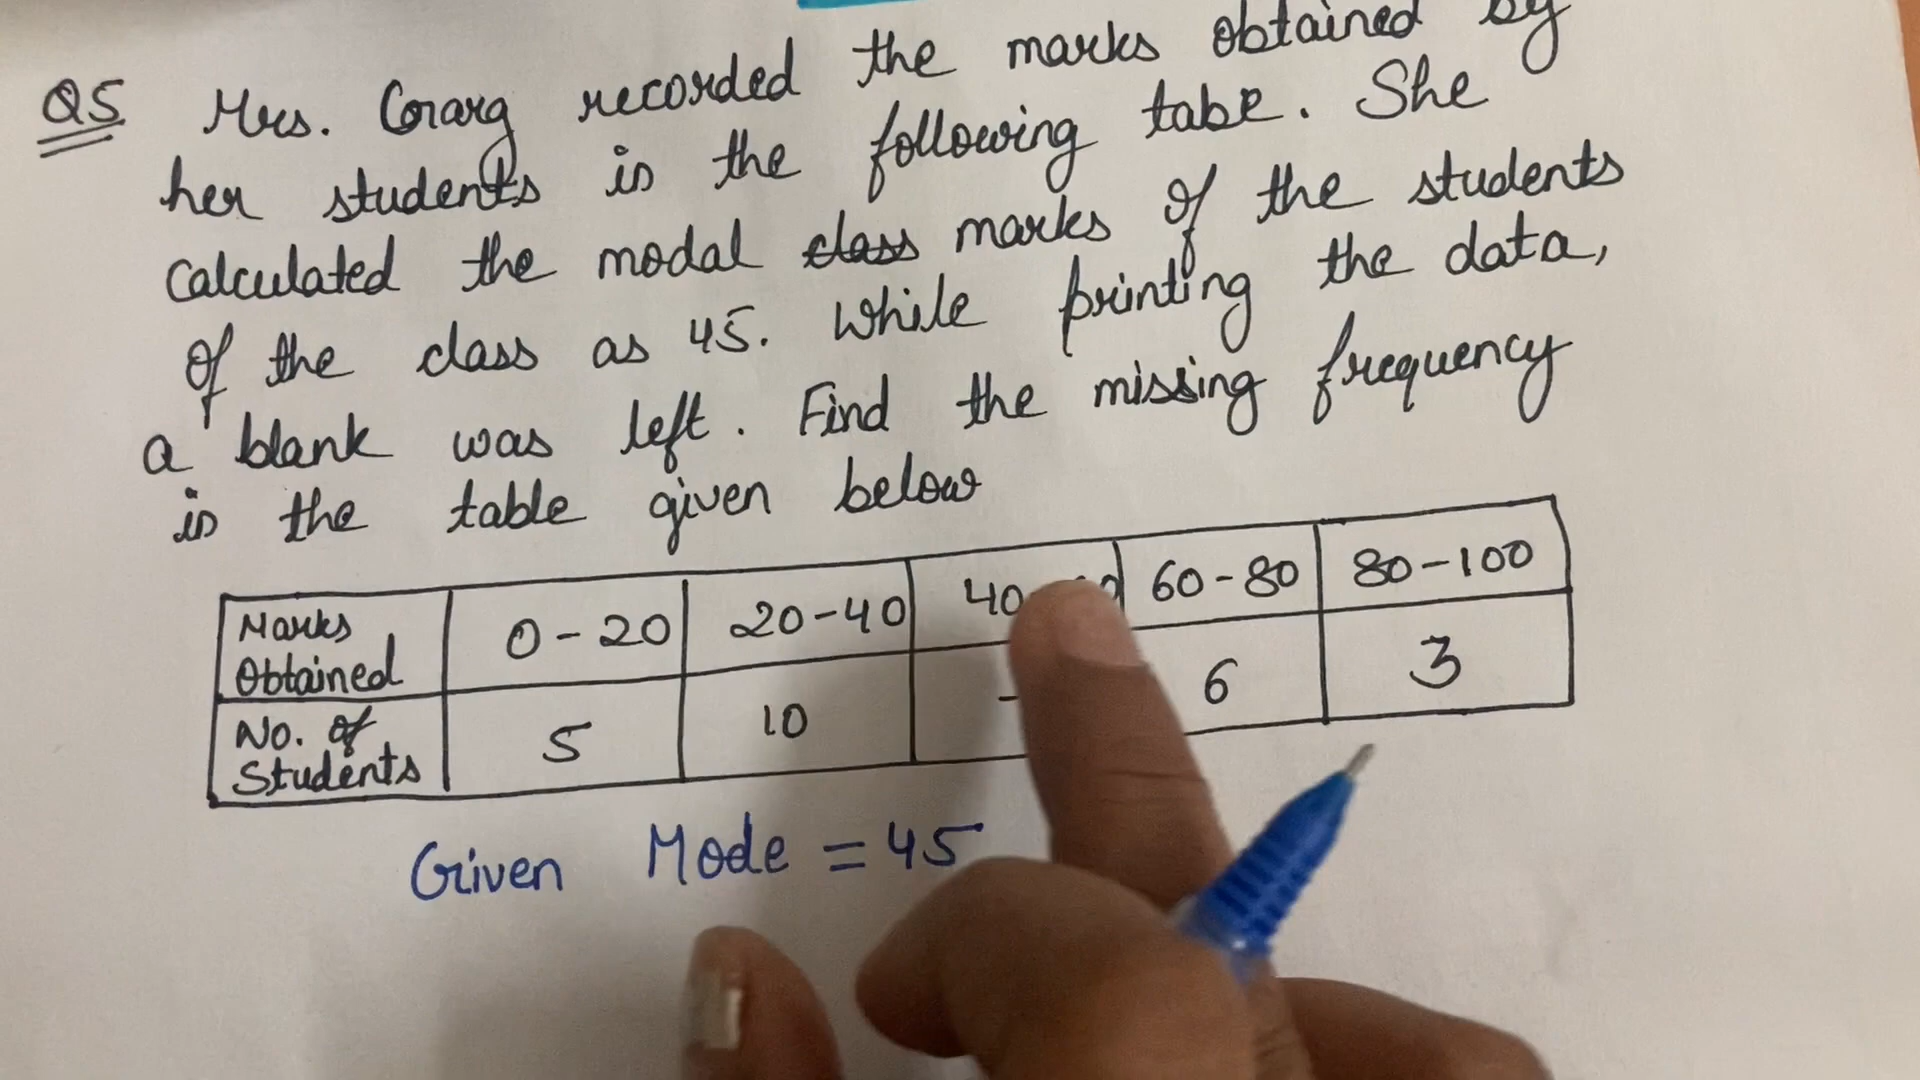 Q5 Mrs. Garg recorded the marks obtained by
her students in the following table. She
calculated the modal class marks of the students
of the class as 45. While printing the data,
a blank was left. Find the missing frequency
in the table given below
Marks Obtained 0-20 20-40 40- 60-80 80-100
No. of Students 5 10 - 6 3
Given Mode = 45